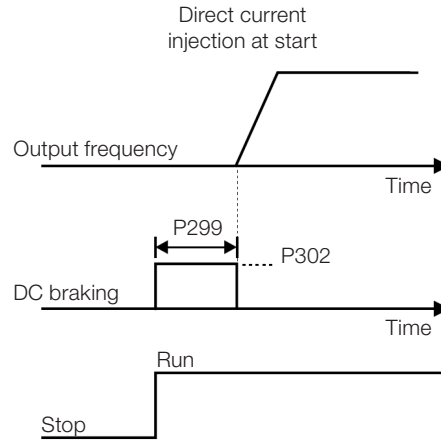 Direct current
injection at start
Output frequency
Time
P299
P302
DC braking
Time
Run
Stop